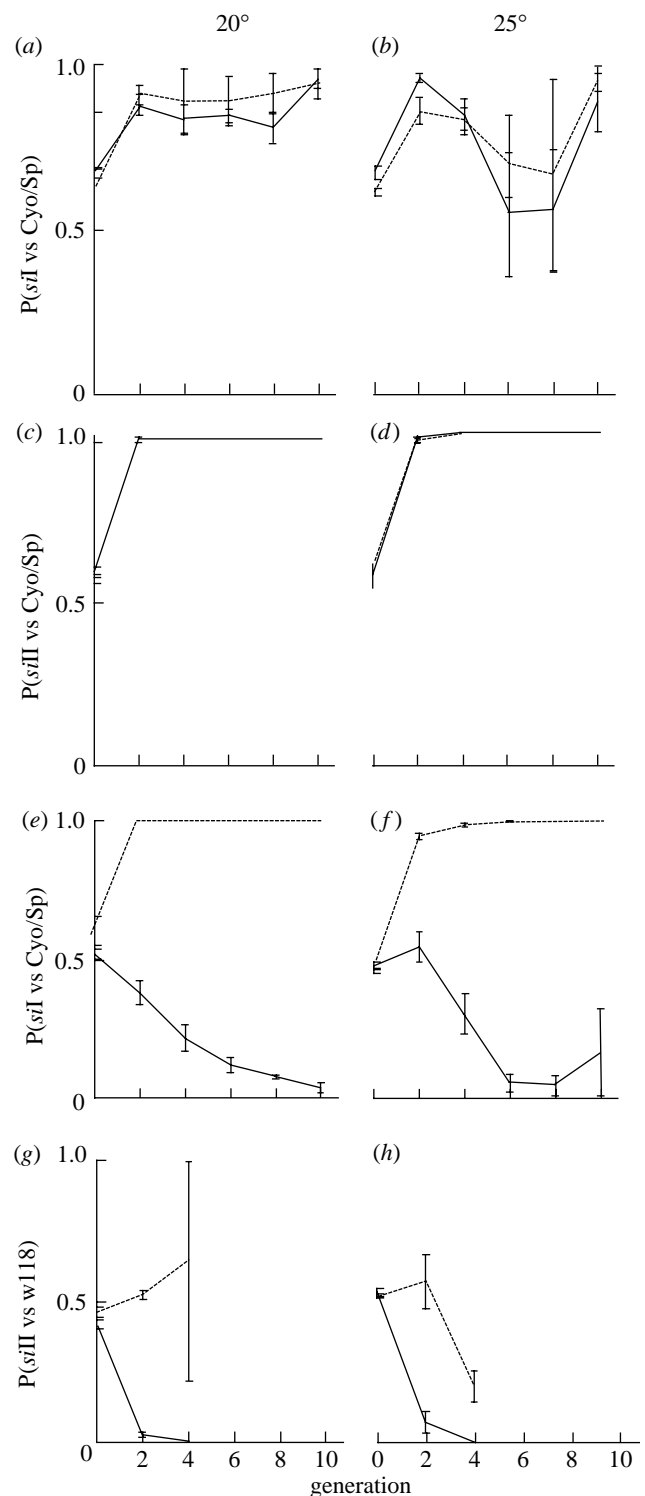 20° 25°
(a) (b)
1.0
0.5
0
P(siI vs Cyo/Sp)
(c) (d)
1.0
0.5
0
P(siII vs Cyo/Sp)
(e) (f)
1.0
0.5
0
P(siI vs Cyo/Sp)
(g) (h)
1.0
0.5
0
P(siII vs w118)
0 2 4 6 8 10 0 2 4 6 8 10
generation